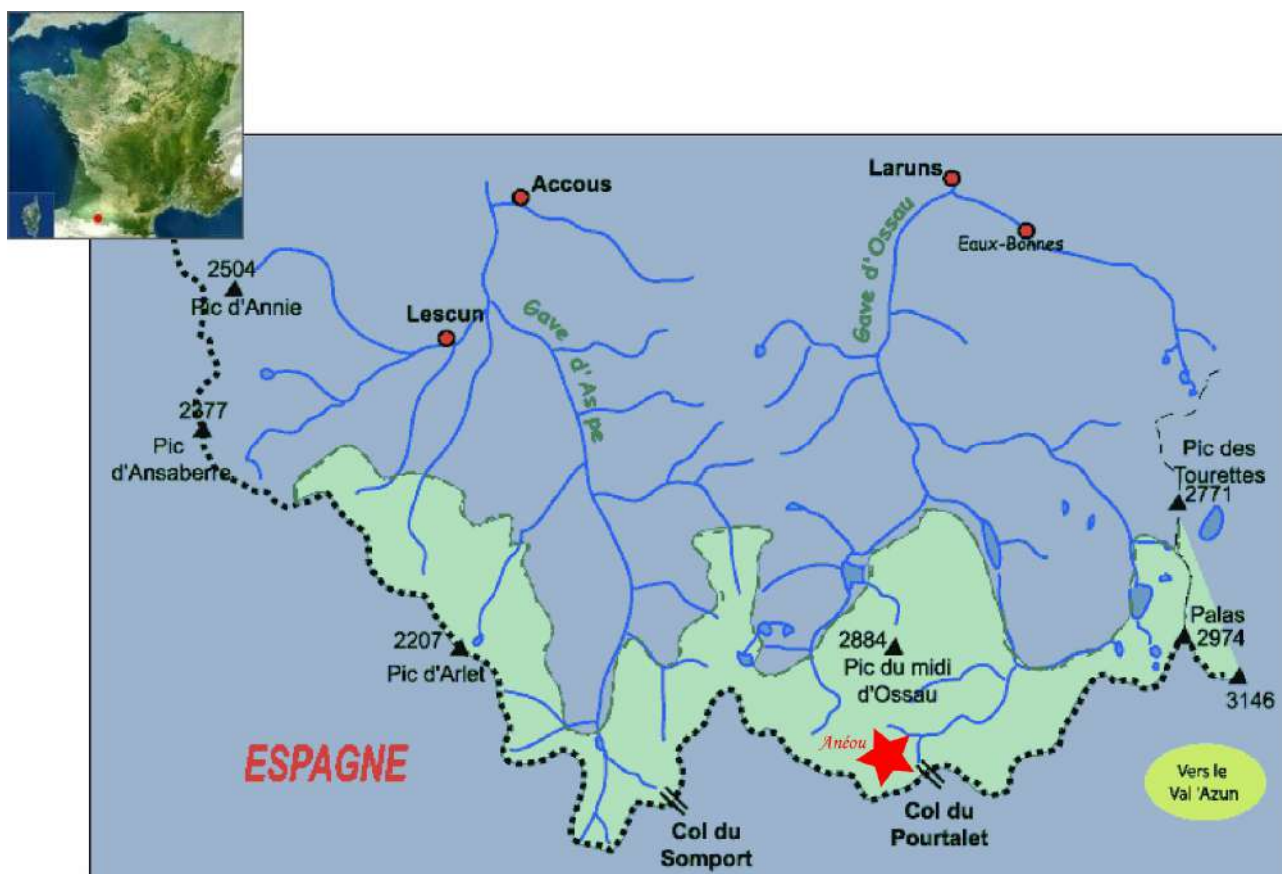 Accous
Laruns
Eaux-Bonnes
Gave d'Ossau
2504
Pic d'Annie
Lescun
Gave d'Aspe
2377
Pic
d'Ansaberre
Pic des
Tourettes
2771
2207
Pic d'Arlet
2884
Pic du midi
d'Ossau
Palas
2974
3146
Anéou
ESPAGNE
Vers le
Val 'Azun
Col du
Somport
Col du
Pourtalet